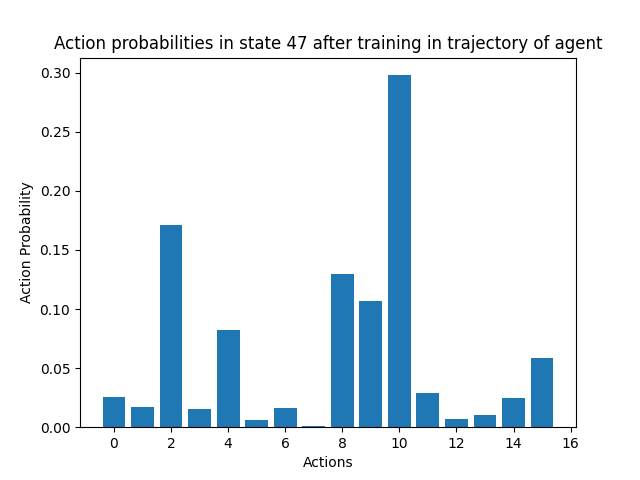 Action probabilities in state 47 after training in trajectory of agent
0.30
0.25
0.20
0.15
0.10
0.05
0.00
Action Probability
0 2 4 6 8 10 12 14 16
Actions